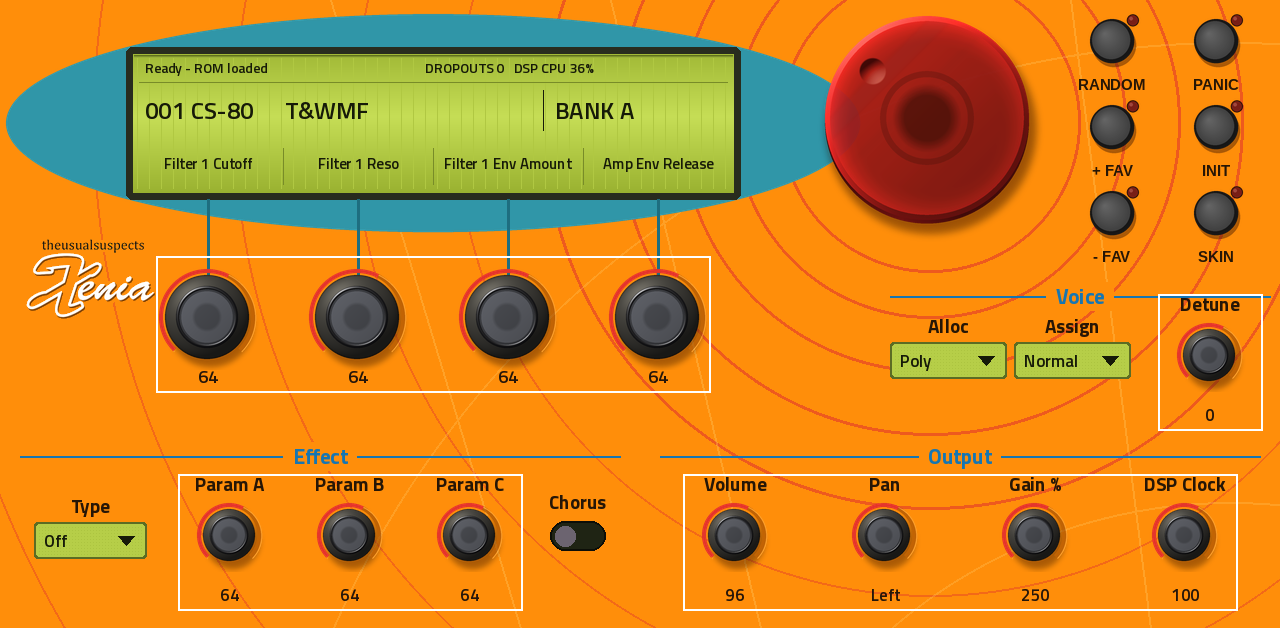 Ready - ROM loaded DROPOUTS 0 DSP CPU 36%
001 CS-80 T&WMF BANK A
Filter 1 Cutoff Filter 1 Reso Filter 1 Env Amount Amp Env Release
RANDOM PANIC
+ FAV INIT
- FAV SKIN
theusualsuspects
Xenia
64 64 64 64
Voice
Alloc Assign Detune
Poly Normal
0
Effect
Type Param A Param B Param C Chorus
Off
64 64 64
Output
Volume Pan Gain % DSP Clock
96 Left 250 100